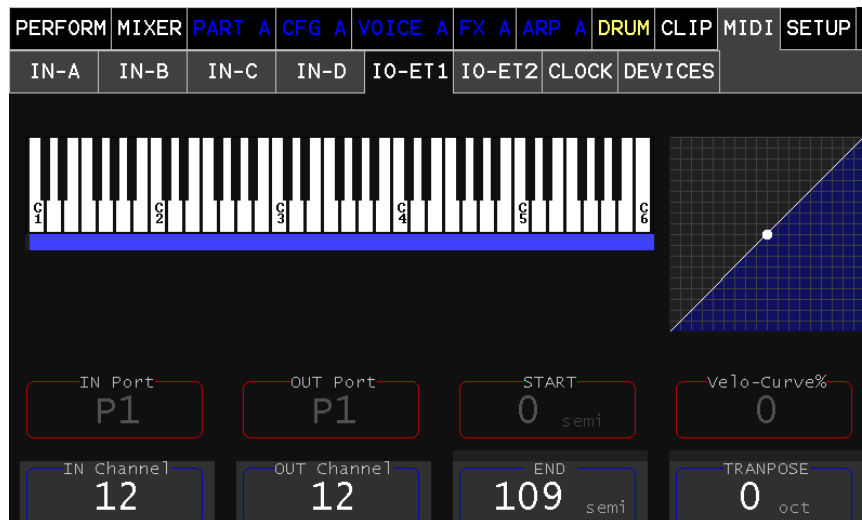 PERFORM MIXER PART A CFG A VOICE A FX A ARP A DRUM CLIP MIDI SETUP
IN-A IN-B IN-C IN-D IO-ET1 IO-ET2 CLOCK DEVICES
C1 C2 C3 C4 C5 C6
IN Port OUT Port START Velo-Curve%
P1 P1 0 semi 0
IN Channel OUT Channel END TRANPOSE
12 12 109 semi 0 oct